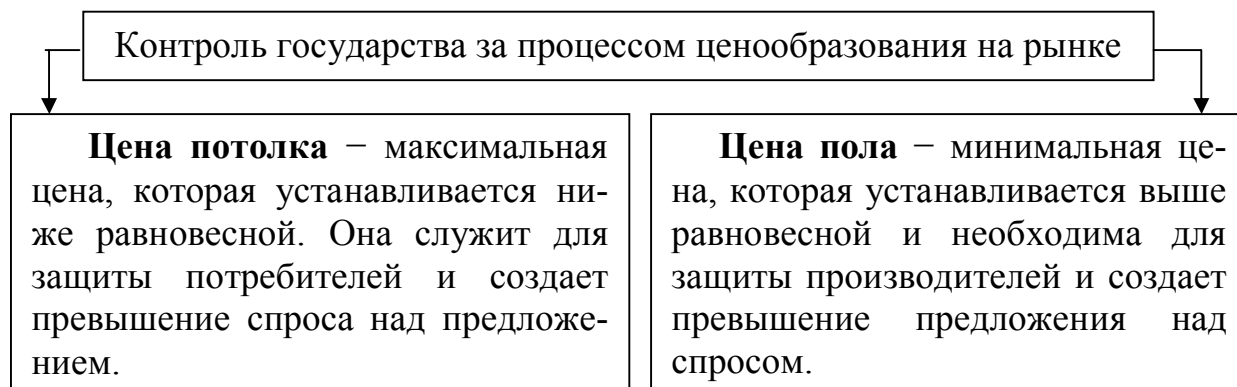 Контроль государства за процессом ценообразования на рынке
Цена потолка − максимальная
цена, которая устанавливается ни-
же равновесной. Она служит для
защиты потребителей и создает
превышение спроса над предложе-
нием.
Цена пола − минимальная це-
на, которая устанавливается выше
равновесной и необходима для
защиты производителей и создает
превышение предложения над
спросом.